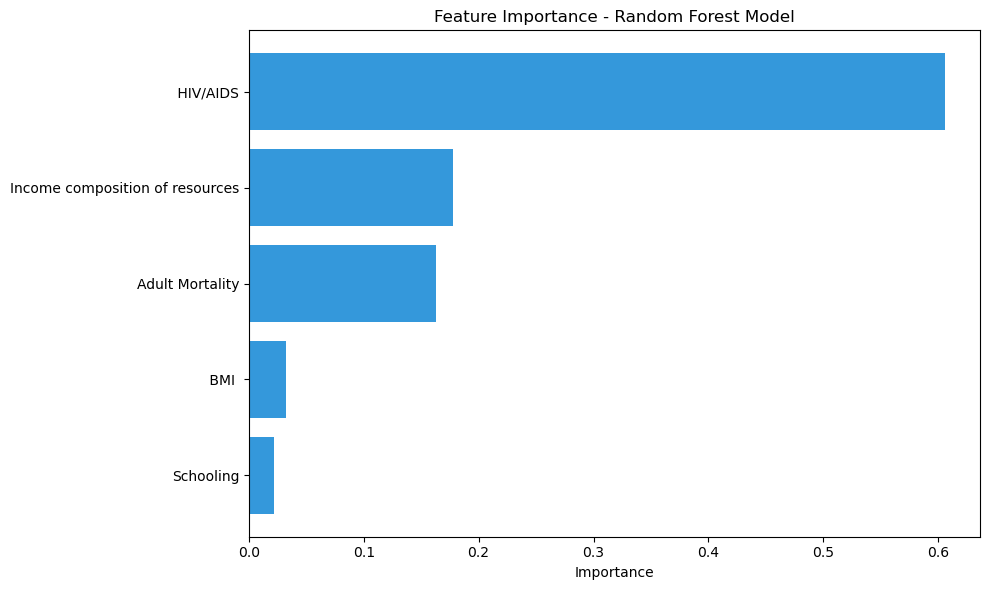 Feature Importance - Random Forest Model
HIV/AIDS
Income composition of resources
Adult Mortality
BMI
Schooling
0.0 0.1 0.2 0.3 0.4 0.5 0.6
Importance